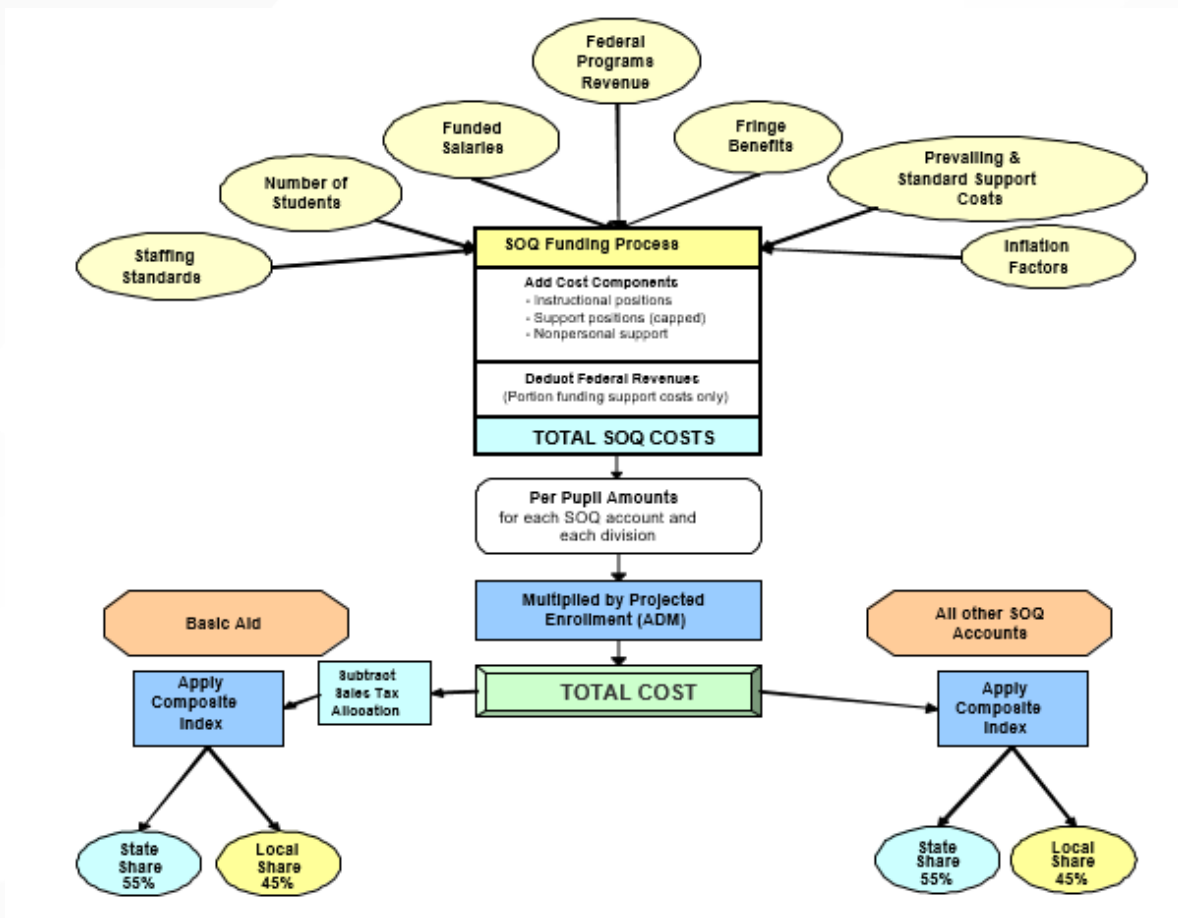 Federal
Programs
Revenue
Funded
Salaries
Fringe
Benefits
Number of
Students
Prevailing &
Standard Support
Costs
Staffing
Standards
Inflation
Factors
SOQ Funding Process
Add Cost Components
- Instructional positions
- Support positions (capped)
- Nonpersonal support
Deduct Federal Revenues
(Portion funding support costs only)
TOTAL SOQ COSTS
Per Pupil Amounts
for each SOQ account and
each division
Multiplied by Projected
Enrollment (ADM)
Basic Aid
All other SOQ
Accounts
Subtract
Sales Tax
Allocation
TOTAL COST
Apply
Composite
Index
Apply
Composite
Index
State
Share
55%
Local
Share
45%
State
Share
55%
Local
Share
45%